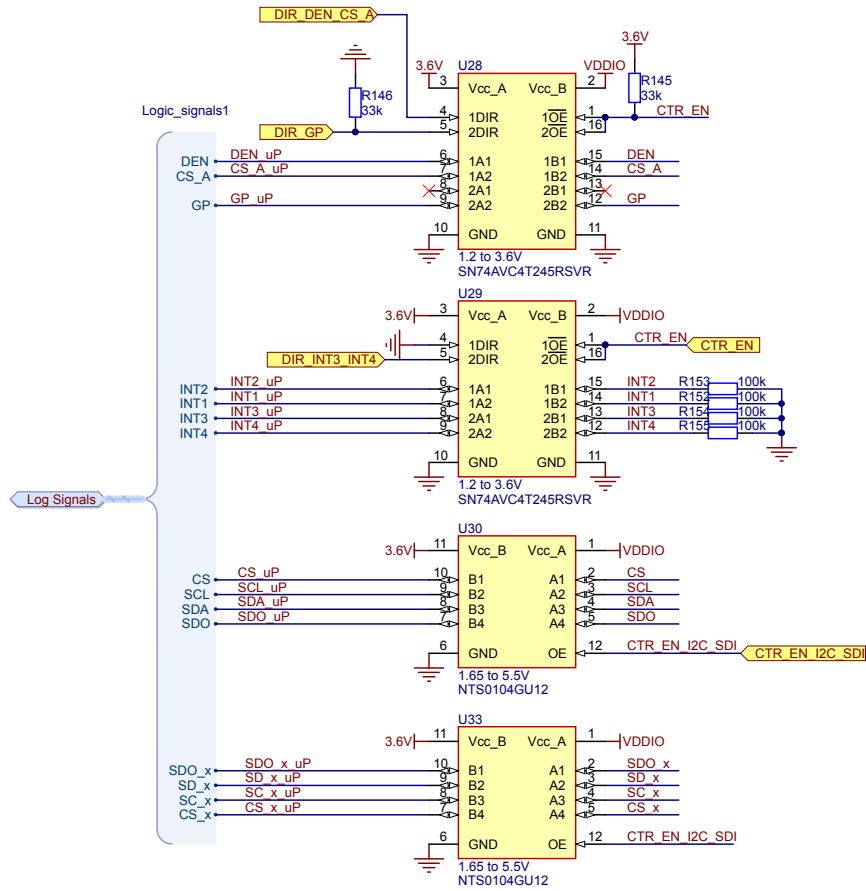 DIR_DEN_CS_A
3.6V
3.6V U28 VDDIO
3 Vcc_A Vcc_B 2
R146 33k
R145 33k
Logic_signals1
4 1DIR 1OE 1 CTR_EN
DIR_GP 5 2DIR 2OE 16
DEN DEN_uP 6 1A1 1B1 15 DEN
CS_A CS_A_uP 7 1A2 1B2 14 CS_A
8 2A1 2B1 13
GP GP_uP 9 2A2 2B2 12 GP
10 GND GND 11
1.2 to 3.6V
SN74AVC4T245RSVR
U29
3.6V 3 Vcc_A Vcc_B 2 VDDIO
4 1DIR 1OE 1 CTR_EN CTR_EN
DIR_INT3_INT4 5 2DIR 2OE 16
INT2 INT2_uP 6 1A1 1B1 15 INT2 R153 100k
INT1 INT1_uP 7 1A2 1B2 14 INT1 R152 100k
INT3 INT3_uP 8 2A1 2B1 13 INT3 R154 100k
INT4 INT4_uP 9 2A2 2B2 12 INT4 R155 100k
10 GND GND 11
1.2 to 3.6V
SN74AVC4T245RSVR
Log Signals
U30
3.6V 11 Vcc_B Vcc_A 1 VDDIO
CS CS_uP 10 B1 A1 2 CS
SCL SCL_uP 9 B2 A2 3 SCL
SDA SDA_uP 8 B3 A3 4 SDA
SDO SDO_uP 7 B4 A4 5 SDO
6 GND OE 12 CTR_EN_I2C_SDI CTR_EN_I2C_SDI
1.65 to 5.5V
NTS0104GU12
U33
3.6V 11 Vcc_B Vcc_A 1 VDDIO
SDO_x SDO_x_uP 10 B1 A1 2 SDO_x
SD_x SD_x_uP 9 B2 A2 3 SD_x
SC_x SC_x_uP 8 B3 A3 4 SC_x
CS_x CS_x_uP 7 B4 A4 5 CS_x
6 GND OE 12 CTR_EN_I2C_SDI
1.65 to 5.5V
NTS0104GU12